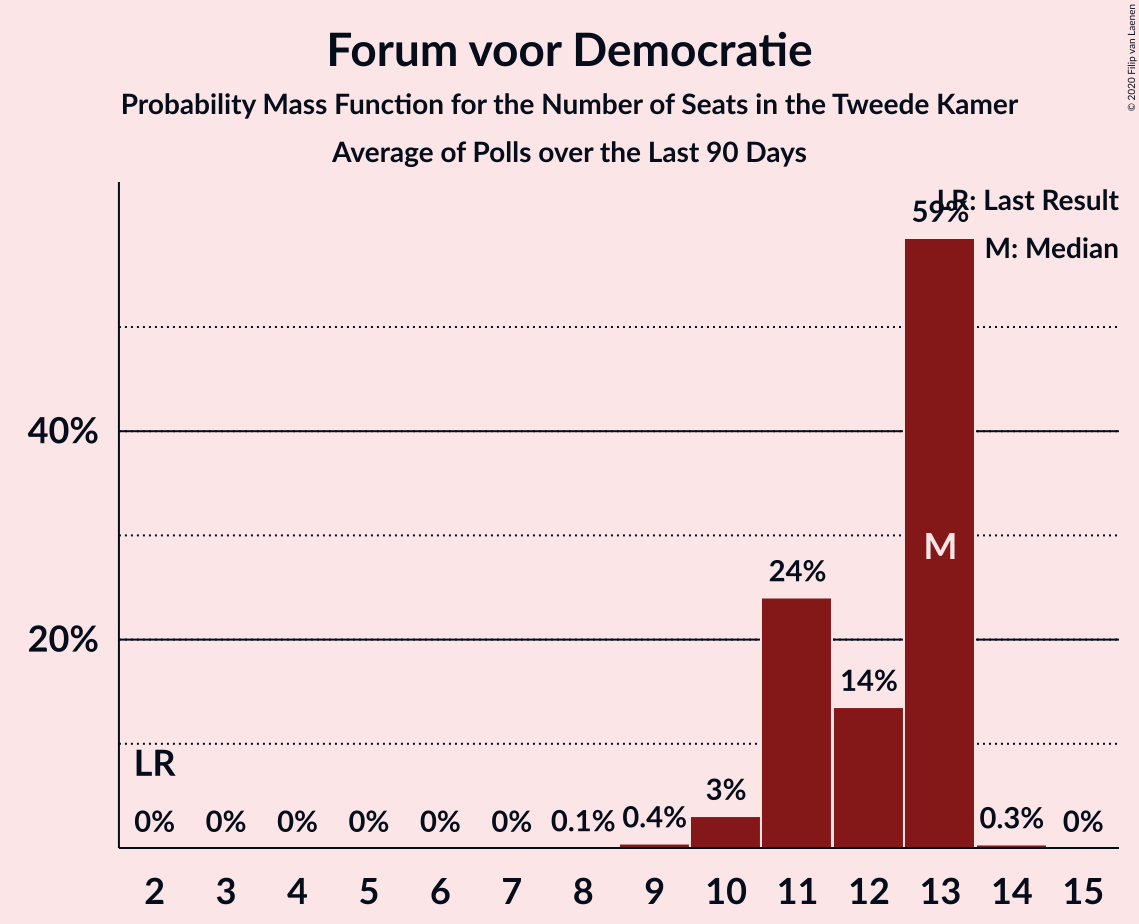 Forum voor Democratie
Probability Mass Function for the Number of Seats in the Tweede Kamer
Average of Polls over the Last 90 Days
© 2020 Filip van Laenen
LR: Last Result
M: Median
59%
40%
M
24%
20%
14%
LR
3%
0% 0% 0% 0% 0% 0% 0.1% 0.4% 0.3% 0%
2 3 4 5 6 7 8 9 10 11 12 13 14 15